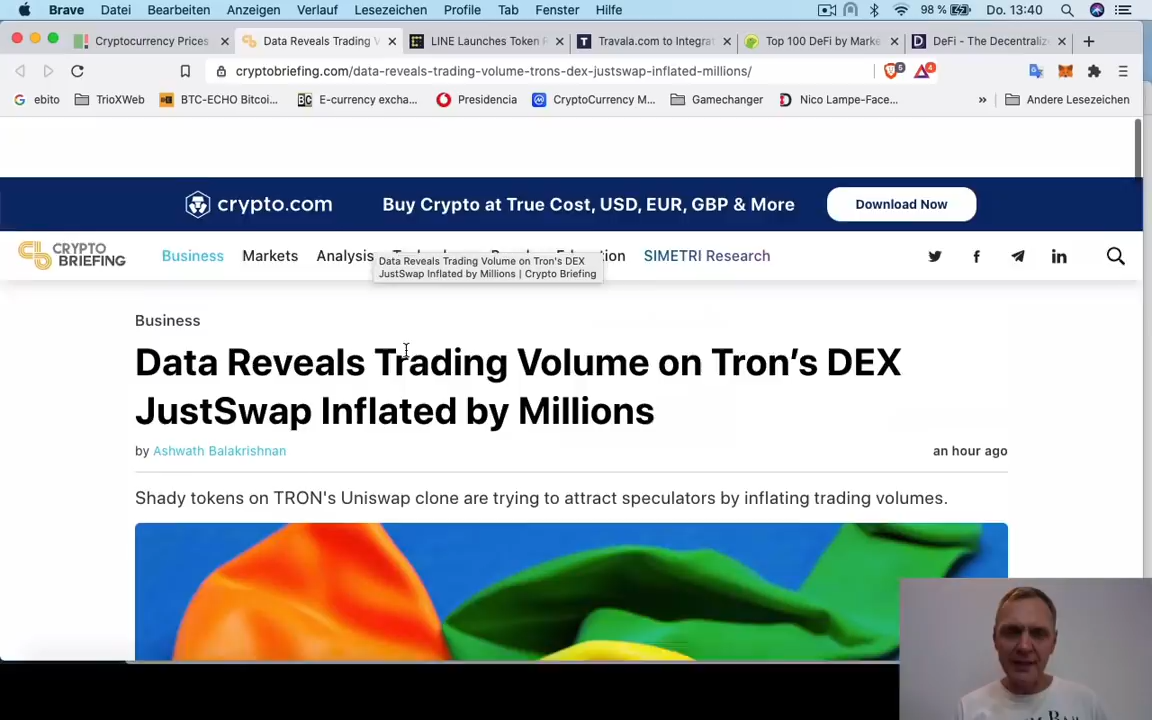 Brave Datei Bearbeiten Anzeigen Verlauf Lesezeichen Profile Tab Fenster Hilfe 98 % Do. 13:40
Cryptocurrency Prices Data Reveals Trading V LINE Launches Token F Travala.com to Integrat Top 100 DeFi by Marke DeFi - The Decentraliz
cryptobriefing.com/data-reveals-trading-volume-trons-dex-justswap-inflated-millions/ 5 4
ebito TrioXWeb BTC-ECHO Bitcoi... E-currency excha... Presidencia CryptoCurrency M... Gamechanger Nico Lampe-Face... » Andere Lesezeichen
crypto.com Buy Crypto at True Cost, USD, EUR, GBP & More Download Now
CRYPTO BRIEFING Business Markets Analysis SIMETRI Research
Data Reveals Trading Volume on Tron's DEX
JustSwap Inflated by Millions | Crypto Briefing
Business
Data Reveals Trading Volume on Tron's DEX
JustSwap Inflated by Millions
by Ashwath Balakrishnan an hour ago
Shady tokens on TRON's Uniswap clone are trying to attract speculators by inflating trading volumes.